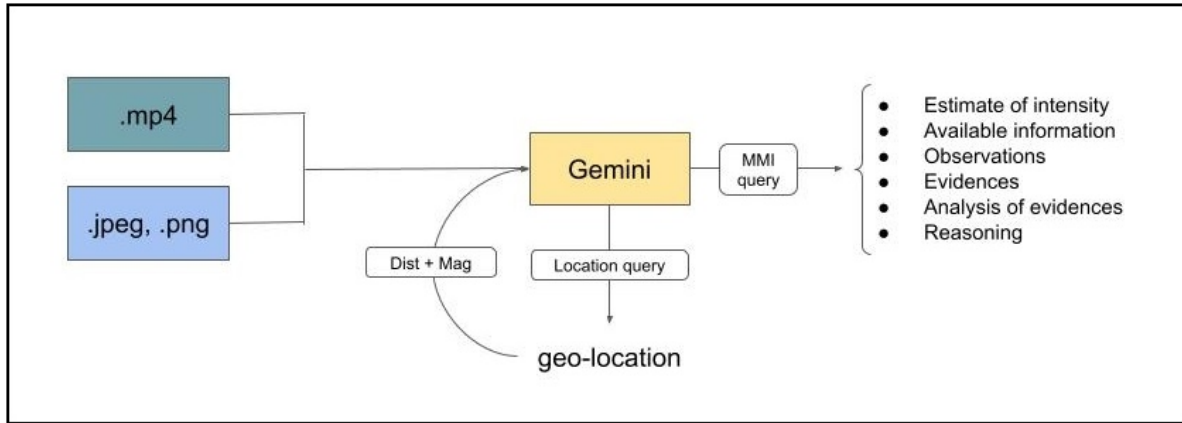 .mp4
.jpeg, .png
Gemini
MMI
query
Dist + Mag
Location query
geo-location
● Estimate of intensity
● Available information
● Observations
● Evidences
● Analysis of evidences
● Reasoning